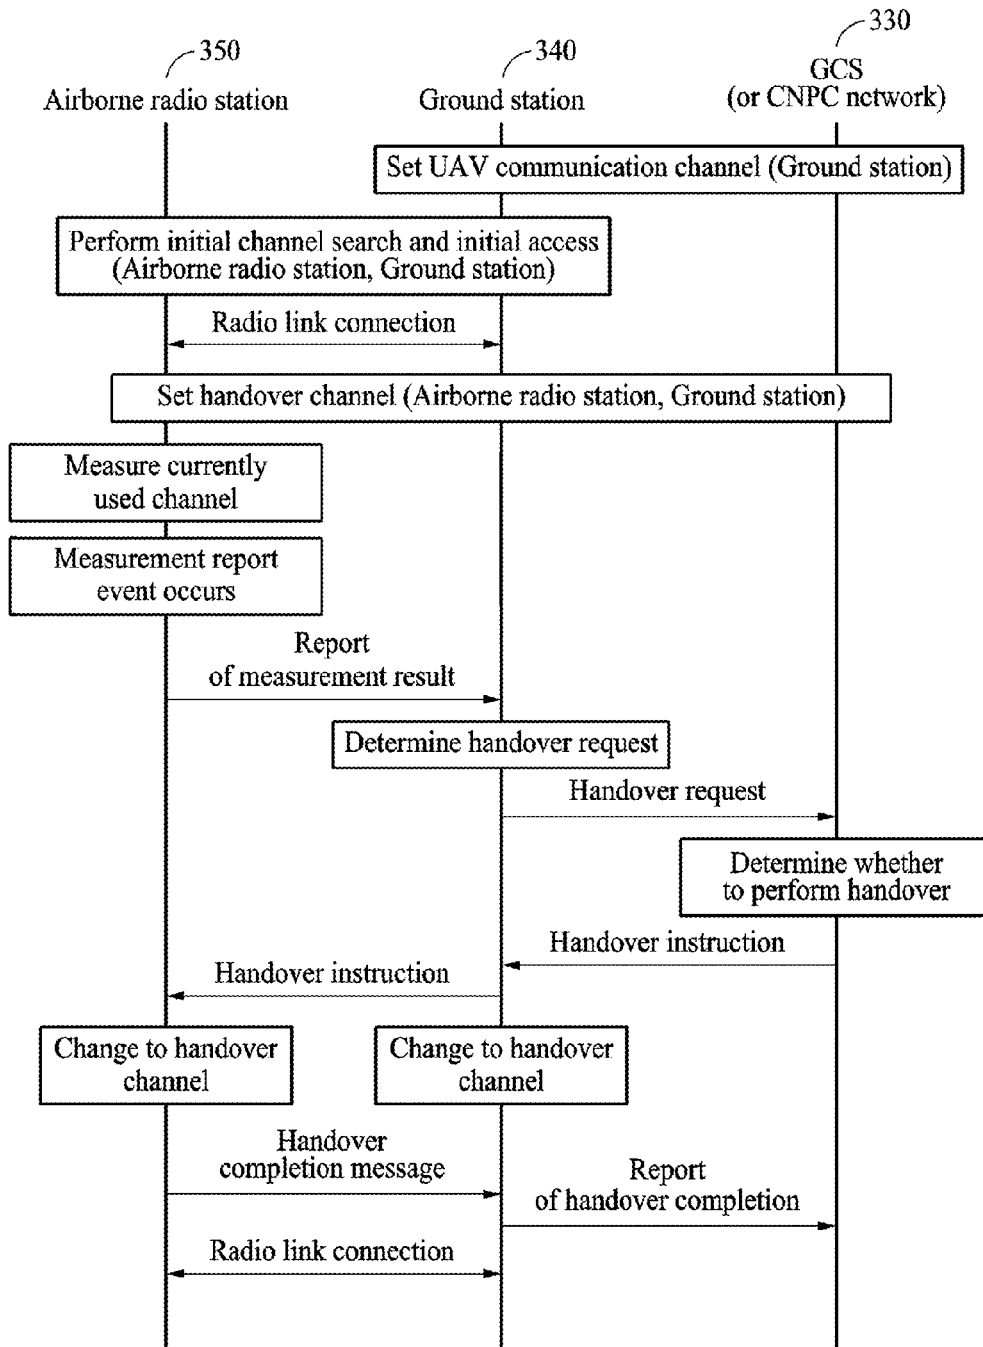 350
340
330
Airborne radio station
Ground station
GCS
(or CNPC network)
Set UAV communication channel (Ground station)
Perform initial channel search and initial access
(Airborne radio station, Ground station)
Radio link connection
Set handover channel (Airborne radio station, Ground station)
Measure currently
used channel
Measurement report
event occurs
Report
of measurement result
Determine handover request
Handover request
Determine whether
to perform handover
Handover instruction
Handover instruction
Change to handover
channel
Change to handover
channel
Handover
completion message
Report
of handover completion
Radio link connection